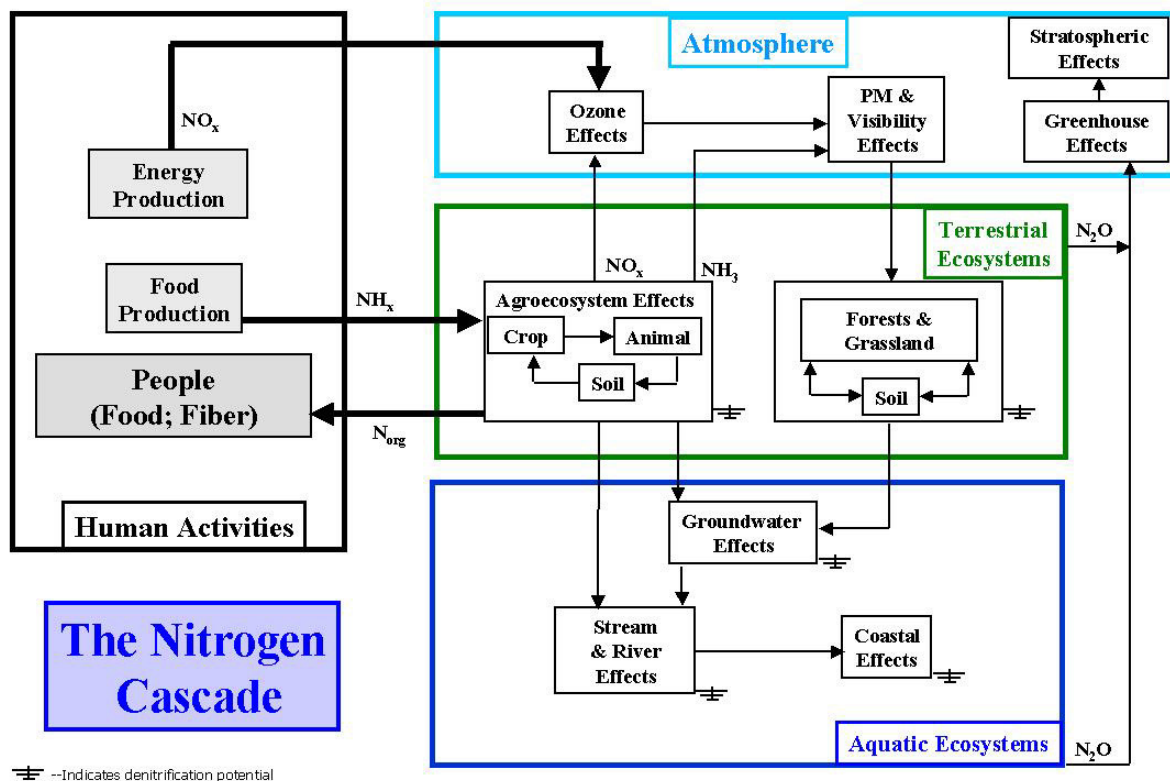 Atmosphere
Stratospheric
Effects
Ozone
Effects
PM &
Visibility
Effects
Greenhouse
Effects
NOx
Energy
Production
Terrestrial
Ecosystems
N2O
NOx
NH3
Food
Production
NHx
Agroecosystem Effects
Crop
Animal
Soil
Forests &
Grassland
Soil
People
(Food; Fiber)
Norg
Human Activities
Groundwater
Effects
Stream
& River
Effects
Coastal
Effects
The Nitrogen
Cascade
Aquatic Ecosystems
N2O
--Indicates denitrification potential